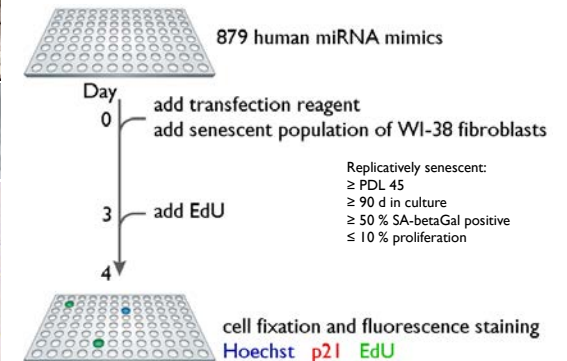 879 human miRNA mimics
Day
0
add transfection reagent
add senescent population of WI-38 fibroblasts
Replicatively senescent:
≥ PDL 45
≥ 90 d in culture
≥ 50 % SA-betaGal positive
≤ 10 % proliferation
3
add EdU
4
cell fixation and fluorescence staining
Hoechst p21 EdU